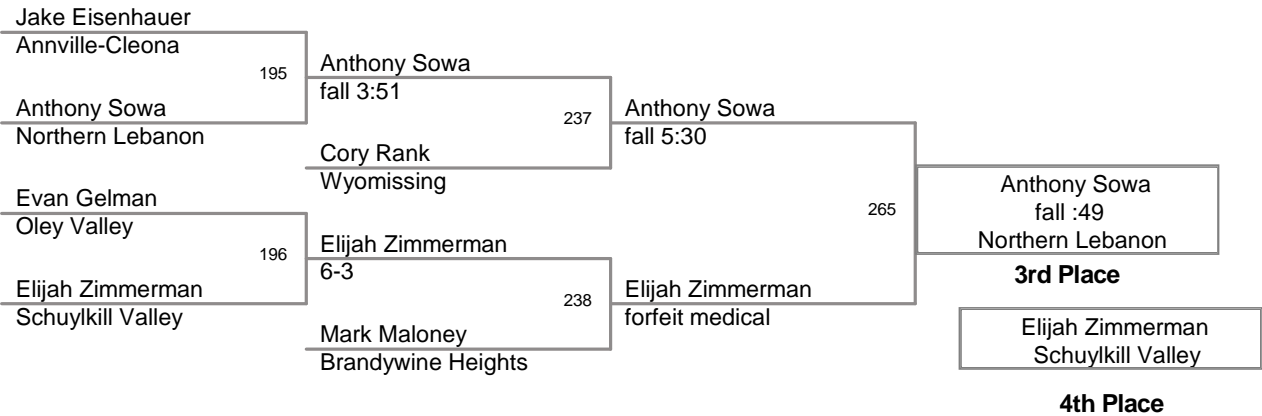 Jake Eisenhauer
Annville-Cleona
195
Anthony Sowa
Northern Lebanon
Anthony Sowa
fall 3:51
237
Cory Rank
Wyomissing
Evan Gelman
Oley Valley
196
Elijah Zimmerman
Schuylkill Valley
Elijah Zimmerman
6-3
238
Mark Maloney
Brandywine Heights
Anthony Sowa
fall 5:30
265
Elijah Zimmerman
forfeit medical
Anthony Sowa
fall :49
Northern Lebanon
3rd Place
Elijah Zimmerman
Schuylkill Valley
4th Place